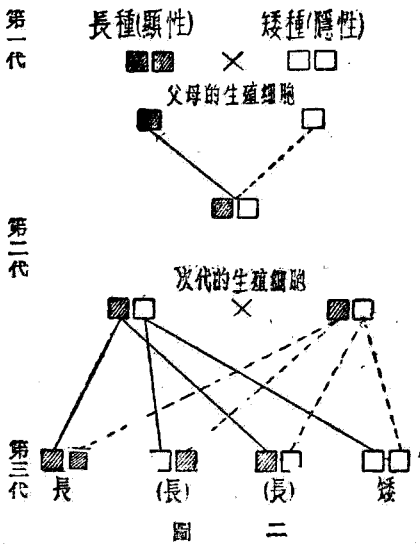 第一代
長種(顯性)
矮種(隱性)
父母的生殖细胞
第二代
次代的生殖細胞
第三代
長
(長)
(長)
矮
圖 二